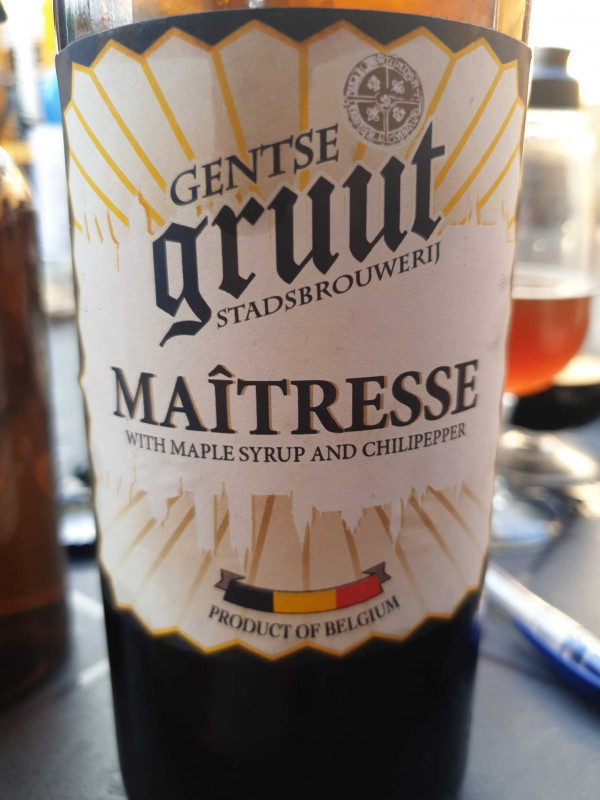 GENTSE
gruut
STADSBROUWERIJ
MAÎTRESSE
WITH MAPLE SYRUP AND CHILIPEPPER
PRODUCT OF BELGIUM